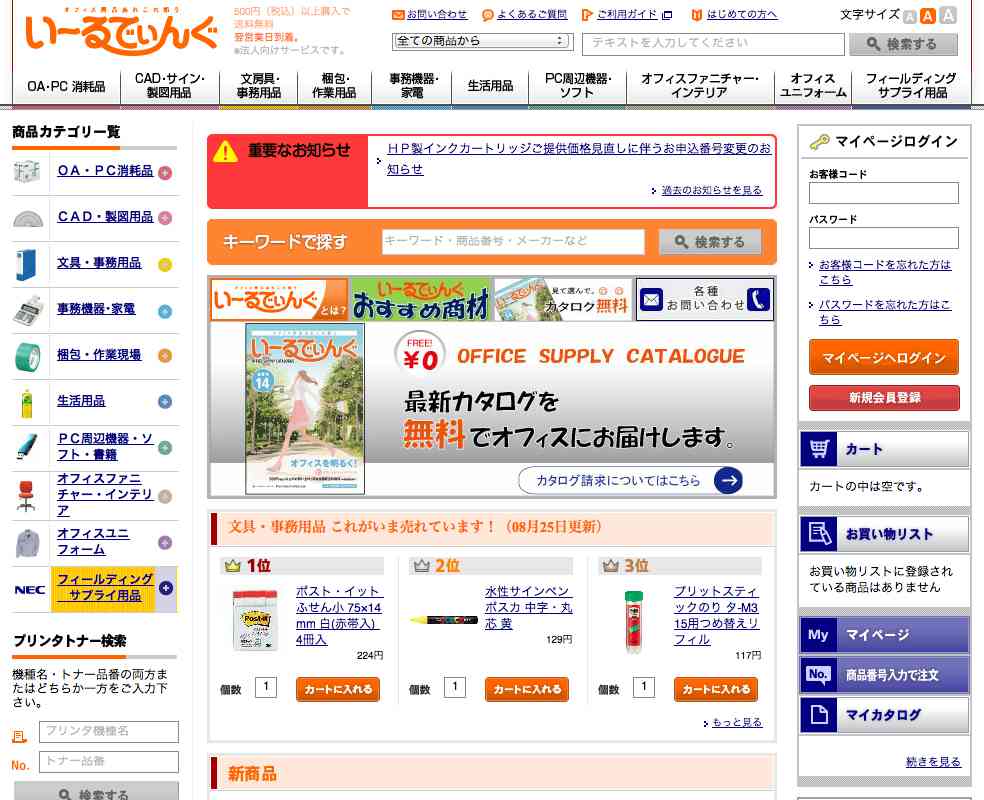 オフィス用品あれこれ揃う
いーるでぃんぐ
500円（税込）以上購入で
送料無料
翌営業日到着。
※法人向けサービスです。
お問い合わせ
よくあるご質問
ご利用ガイド
はじめての方へ
文字サイズ A A A
全ての商品から
テキストを入力してください
検索する
OA・PC 消耗品
CAD・サイン・
製図用品
文房具・
事務用品
梱包・
作業用品
事務機器・
家電
生活用品
PC周辺機器・
ソフト
オフィスファニチャー・
インテリア
オフィス
ユニフォーム
フィールディング
サプライ用品
商品カテゴリ一覧
ＯＡ・ＰＣ消耗品
ＣＡＤ・製図用品
文具・事務用品
事務機器・家電
梱包・作業現場
生活用品
ＰＣ周辺機器・ソ
フト・書籍
オフィスファニ
チャー・インテリ
ア
オフィスユニ
フォーム
NEC
フィールディング
サプライ用品
プリンタトナー検索
機種名・トナー品番の両方ま
たはどちらか一方をご入力下
さい。
プリンタ機種名
No.
トナー品番
検索する
重要なお知らせ
ＨＰ製インクカートリッジご提供価格見直しに伴うお申込番号変更のお
知らせ
過去のお知らせを見る
キーワードで探す
キーワード・商品番号・メーカーなど
検索する
いーるでぃんぐ
とは?
いーるでぃんぐ
おすすめ商材
見て選んで。
カタログ無料
各種
お問い合わせ
いーるでぃんぐ
14
オフィスを明るく!
FREE!
¥0
OFFICE SUPPLY CATALOGUE
最新カタログを
無料でオフィスにお届けします。
カタログ請求についてはこちら
文具・事務用品 これがいま売れています！（08月25日更新）
1位
ポスト・イット
ふせん小 75×14
mm 白(赤帯入)
4冊入
224円
個数
1
カートに入れる
2位
水性サインペン
ポスカ 中字・丸
芯 黄
129円
個数
1
カートに入れる
3位
プリットスティ
ックのり タ-M3
15用つめ替えリ
フィル
117円
個数
1
カートに入れる
もっと見る
新商品
マイページログイン
お客様コード
パスワード
お客様コードを忘れた方は
こちら
パスワードを忘れた方はこ
ちら
マイページへログイン
新規会員登録
カート
カートの中は空です。
お買い物リスト
お買い物リストに登録され
ている商品はありません
My
マイページ
No.
商品番号入力で注文
マイカタログ
続きを見る